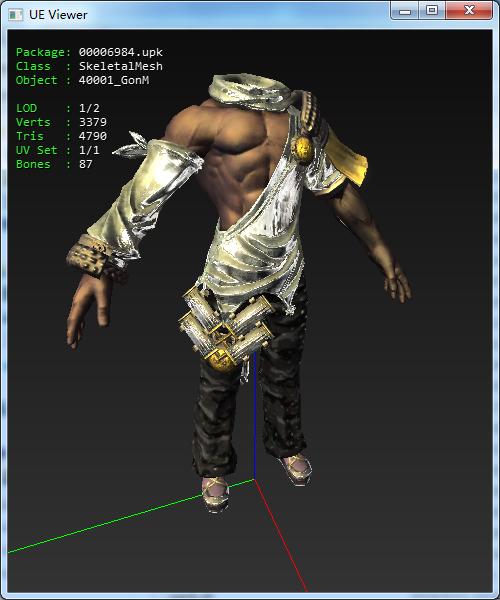 UE Viewer
Package: 00006984.upk
Class : SkeletalMesh
Object : 40001_GonM
LOD : 1/2
Verts : 3379
Tris : 4790
UV Set : 1/1
Bones : 87